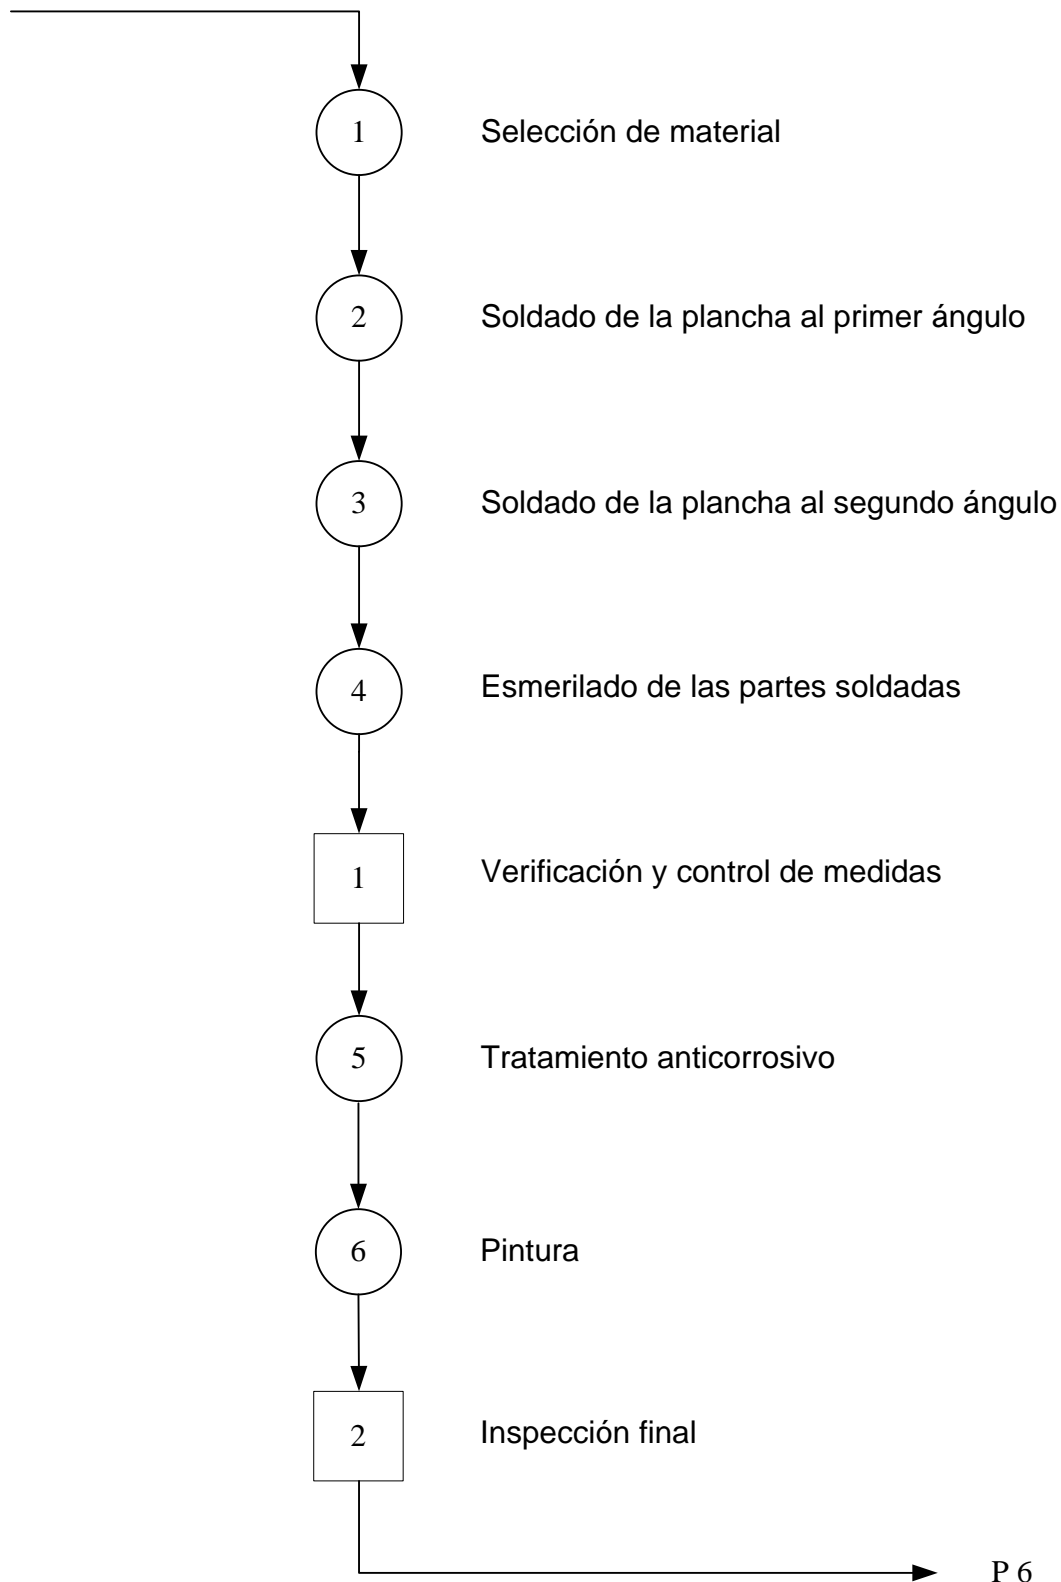 1 Selección de material
2 Soldado de la plancha al primer ángulo
3 Soldado de la plancha al segundo ángulo
4 Esmerilado de las partes soldadas
1 Verificación y control de medidas
5 Tratamiento anticorrosivo
6 Pintura
2 Inspección final
P 6